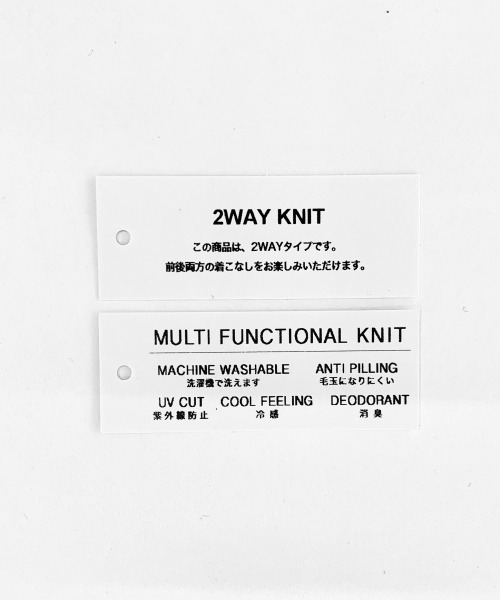 2WAY KNIT
この商品は、2WAYタイプです。
前後両方の着こなしをお楽しみいただけます。
MULTI FUNCTIONAL KNIT
MACHINE WASHABLE ANTI PILLING
洗濯機で洗えます 毛玉になりにくい
UV CUT COOL FEELING DEODORANT
紫外線防止 冷感 消臭